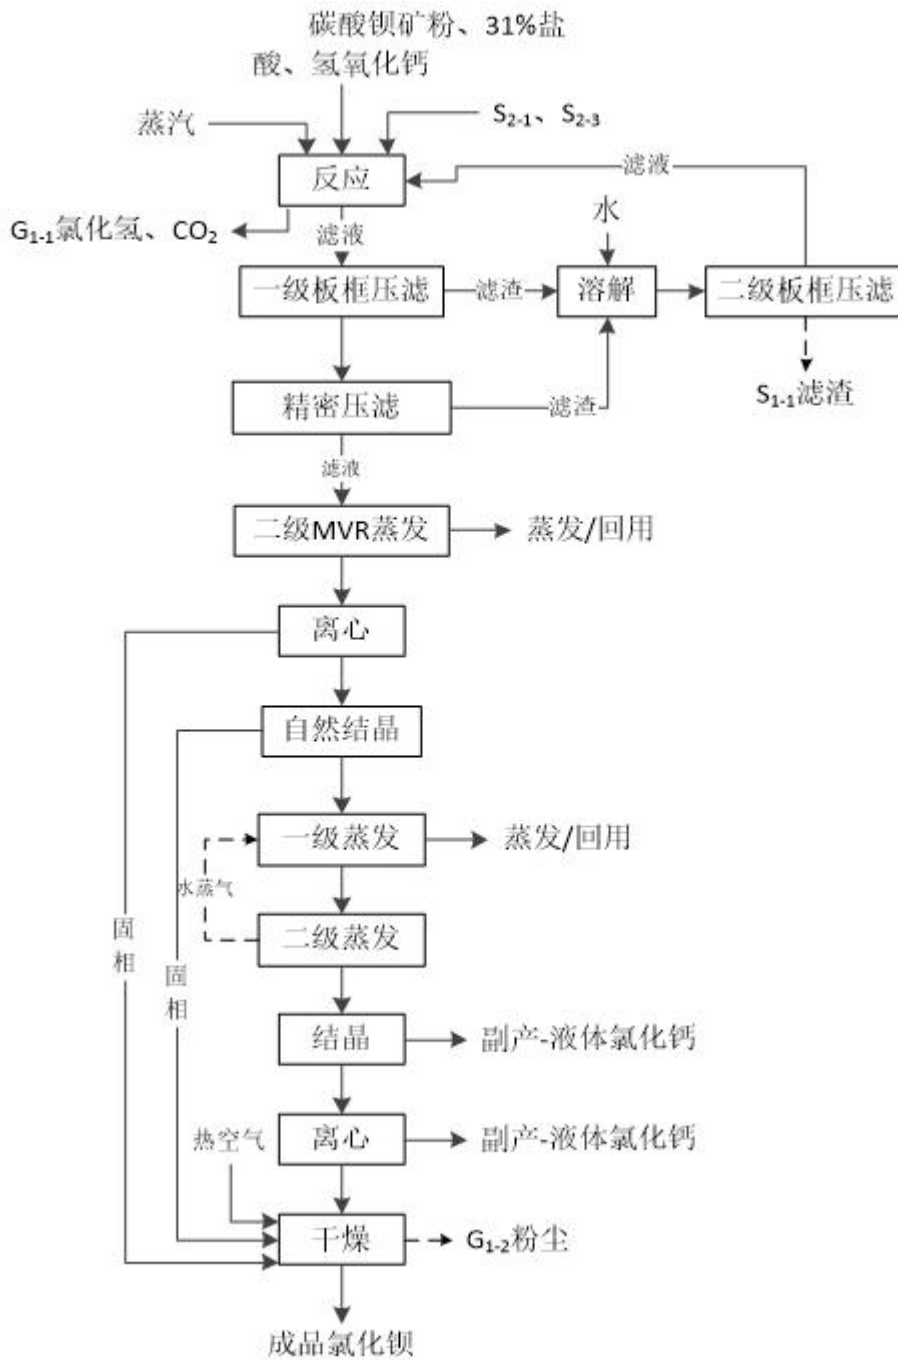 碳酸钡矿粉、31%盐
酸、氢氧化钙
蒸汽
S2-1、S2-3
反应
滤液
水
G1-1氯化氢、CO2
滤液
一级板框压滤
滤渣
溶解
二级板框压滤
精密压滤
滤渣
S1-1滤渣
滤液
二级MVR蒸发
蒸发/回用
离心
自然结晶
一级蒸发
蒸发/回用
水蒸气
二级蒸发
固相
固相
结晶
副产-液体氯化钙
热空气
离心
副产-液体氯化钙
干燥
G1-2粉尘
成品氯化钡